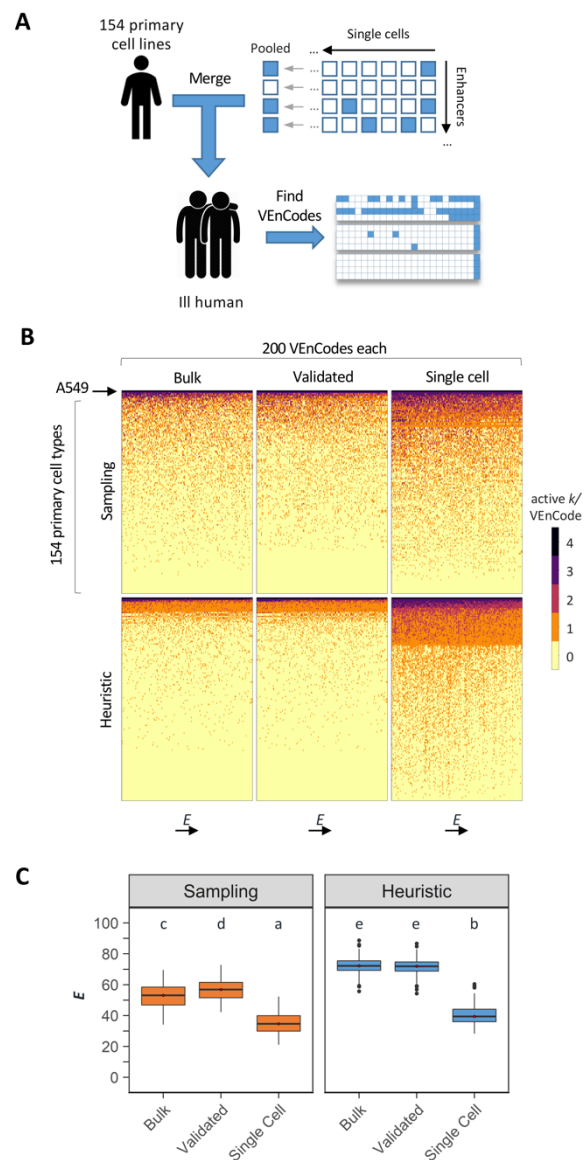 A
154 primary
cell lines
Merge
Pooled
...
Single cells
...
...
...
...
Enhancers
...
Find
VEnCodes
Ill human
B
200 VEnCodes each
A549
Bulk
Validated
Single cell
154 primary cell types
Sampling
Heuristic
active k/
VEnCode
4
3
2
1
0
E
E
E
C
Sampling
Heuristic
E
100
80
60
40
20
0
c
d
a
e
e
b
Bulk
Validated
Single Cell
Bulk
Validated
Single Cell